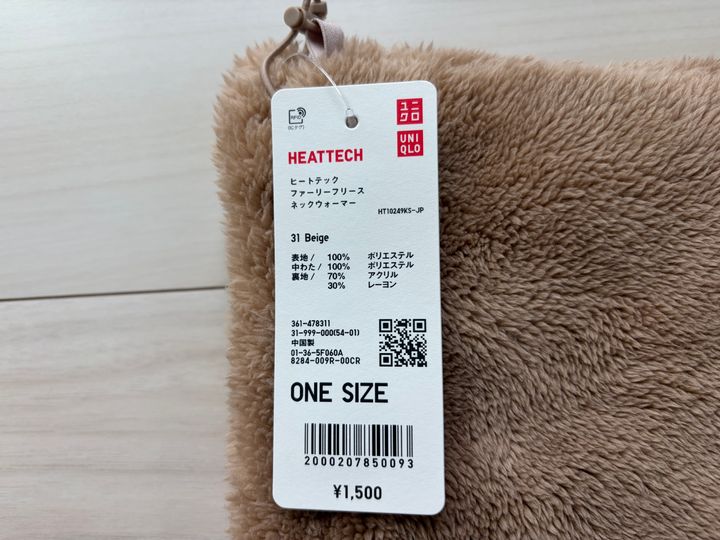 RFID
(ICタグ)
ユニ
クロ
UNI
QLO
HEATTECH
ヒートテック
ファーリーフリース
ネックウォーマー
HT10249KS-JP
31 Beige
表地/ 100% ポリエステル
中わた/ 100% ポリエステル
裏地/ 70% アクリル
30% レーヨン
361-478311
31-999-000(54-01)
中国製
01-36-5F060A
8284-009R-00CR
ONE SIZE
2000207850093
¥1,500